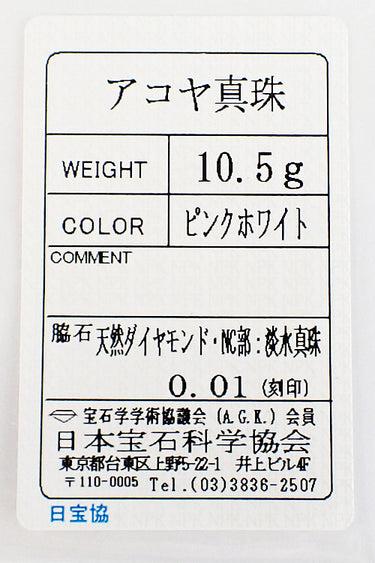 アコヤ真珠
WEIGHT 10.5g
COLOR ピンクホワイト
COMMENT
脇石 天然ダイヤモンド・NC部：淡水真珠
0.01 (刻印)
宝石学学術協議会 (A.G.K.) 会員
日本宝石科学協会
東京都台東区上野5-22-1 井上ビル4F
〒110-0005 Tel.(03)3836-2507
日宝協